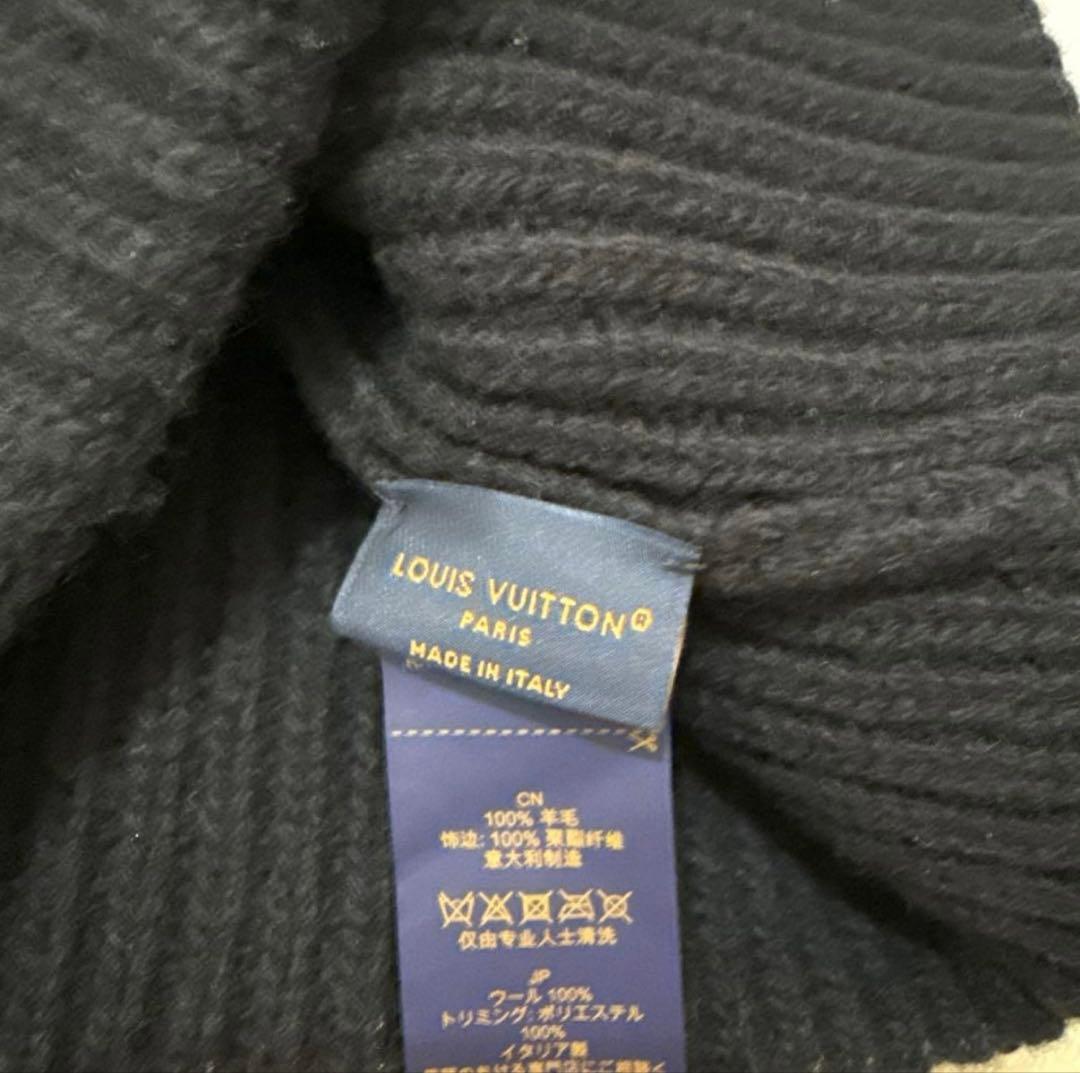 LOUIS VUITTON®
PARIS
MADE IN ITALY
CN
100% 羊毛
饰边: 100% 聚酯纤维
意大利制造
仅由专业人士清洗
JP
ウール 100%
トリミング: ポリエステル
100%
イタリア製